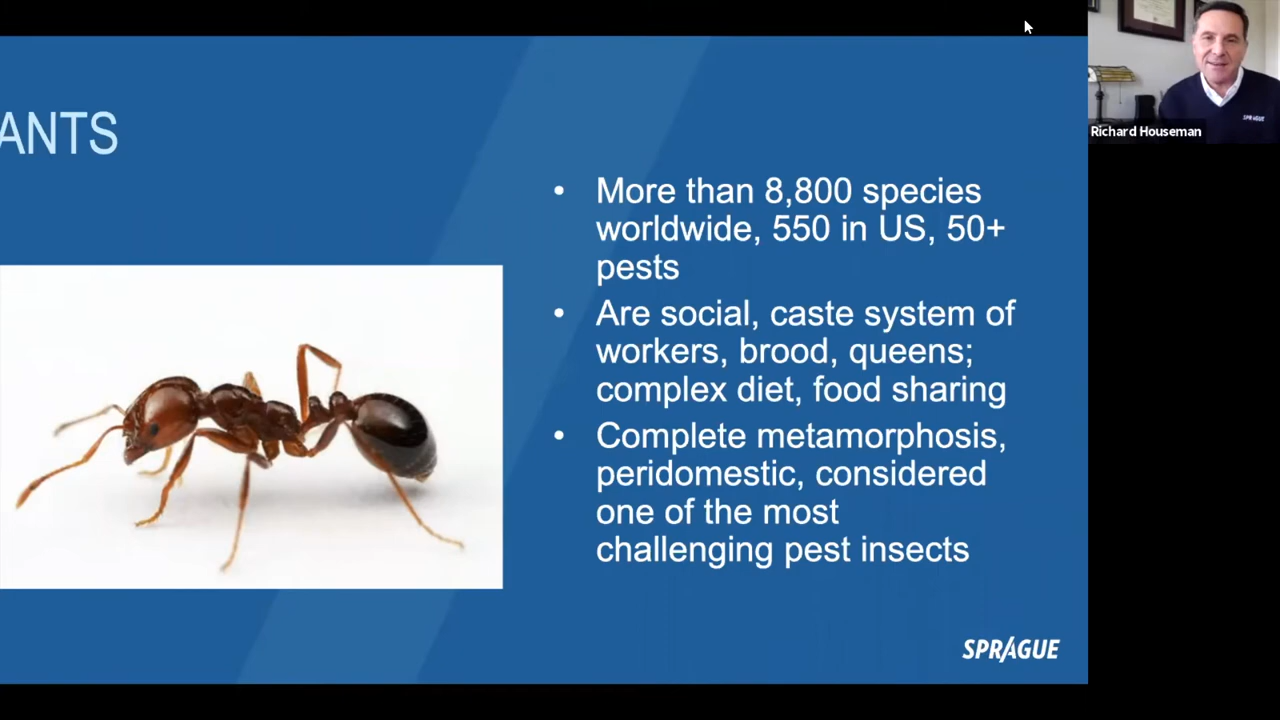 ANTS
• More than 8,800 species
worldwide, 550 in US, 50+
pests
• Are social, caste system of
workers, brood, queens;
complex diet, food sharing
• Complete metamorphosis,
peridomestic, considered
one of the most
challenging pest insects
SPRAGUE
SPRAGUE
Richard Houseman